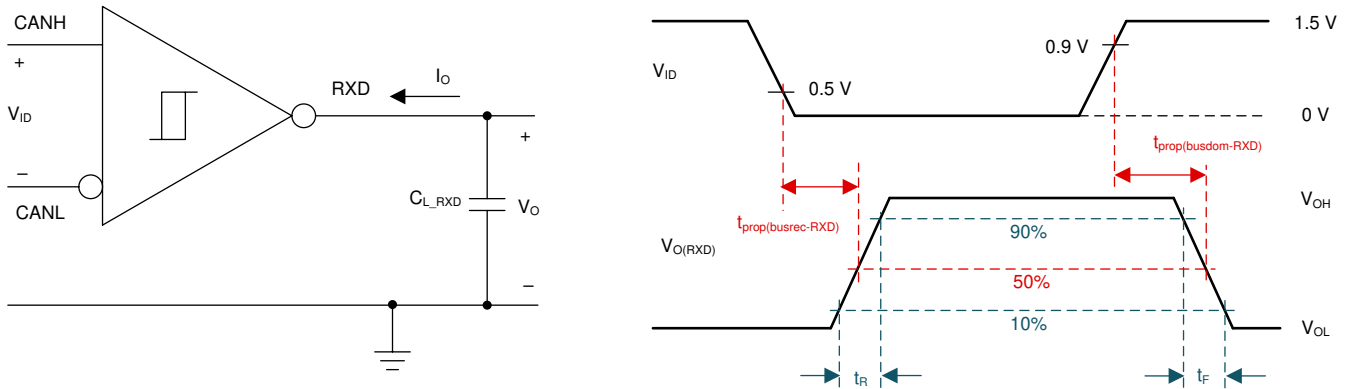 CANH
+
V_ID
–
CANL
RXD
I_O
+
C_L_RXD
V_O
–
V_ID
0.5 V
0.9 V
1.5 V
0 V
t_prop(busrec-RXD)
t_prop(busdom-RXD)
V_O(RXD)
V_OH
90%
50%
10%
V_OL
t_R
t_F